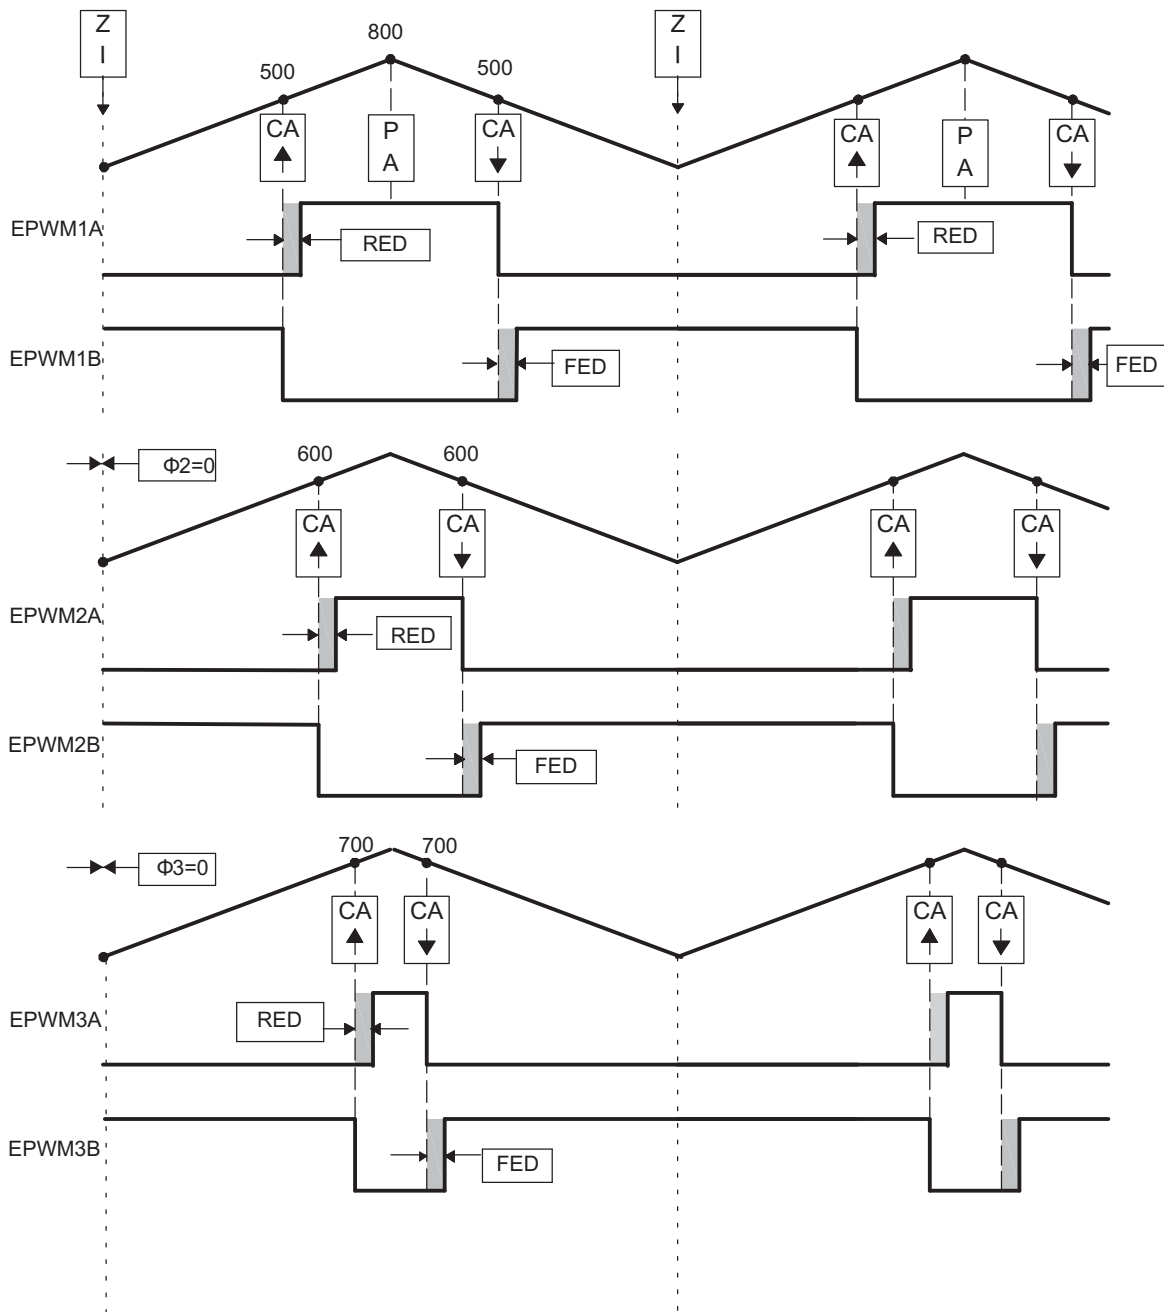 Z
I
Z
I
800
500
500
CA
P
A
CA
CA
P
A
CA
EPWM1A
RED
RED
EPWM1B
FED
FED
Φ2=0
600
600
CA
CA
CA
CA
EPWM2A
RED
EPWM2B
FED
Φ3=0
700
700
CA
CA
CA
CA
EPWM3A
RED
EPWM3B
FED